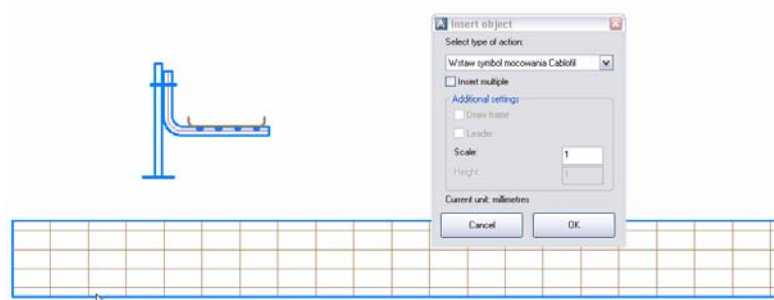 Insert object
Select type of action:
Wstaw symbol mocowania Cablofil
Insert multiple
Additional settings
Draw frame
Leader
Scale:
1
Height:
1
Current unit: millimetres
Cancel
OK